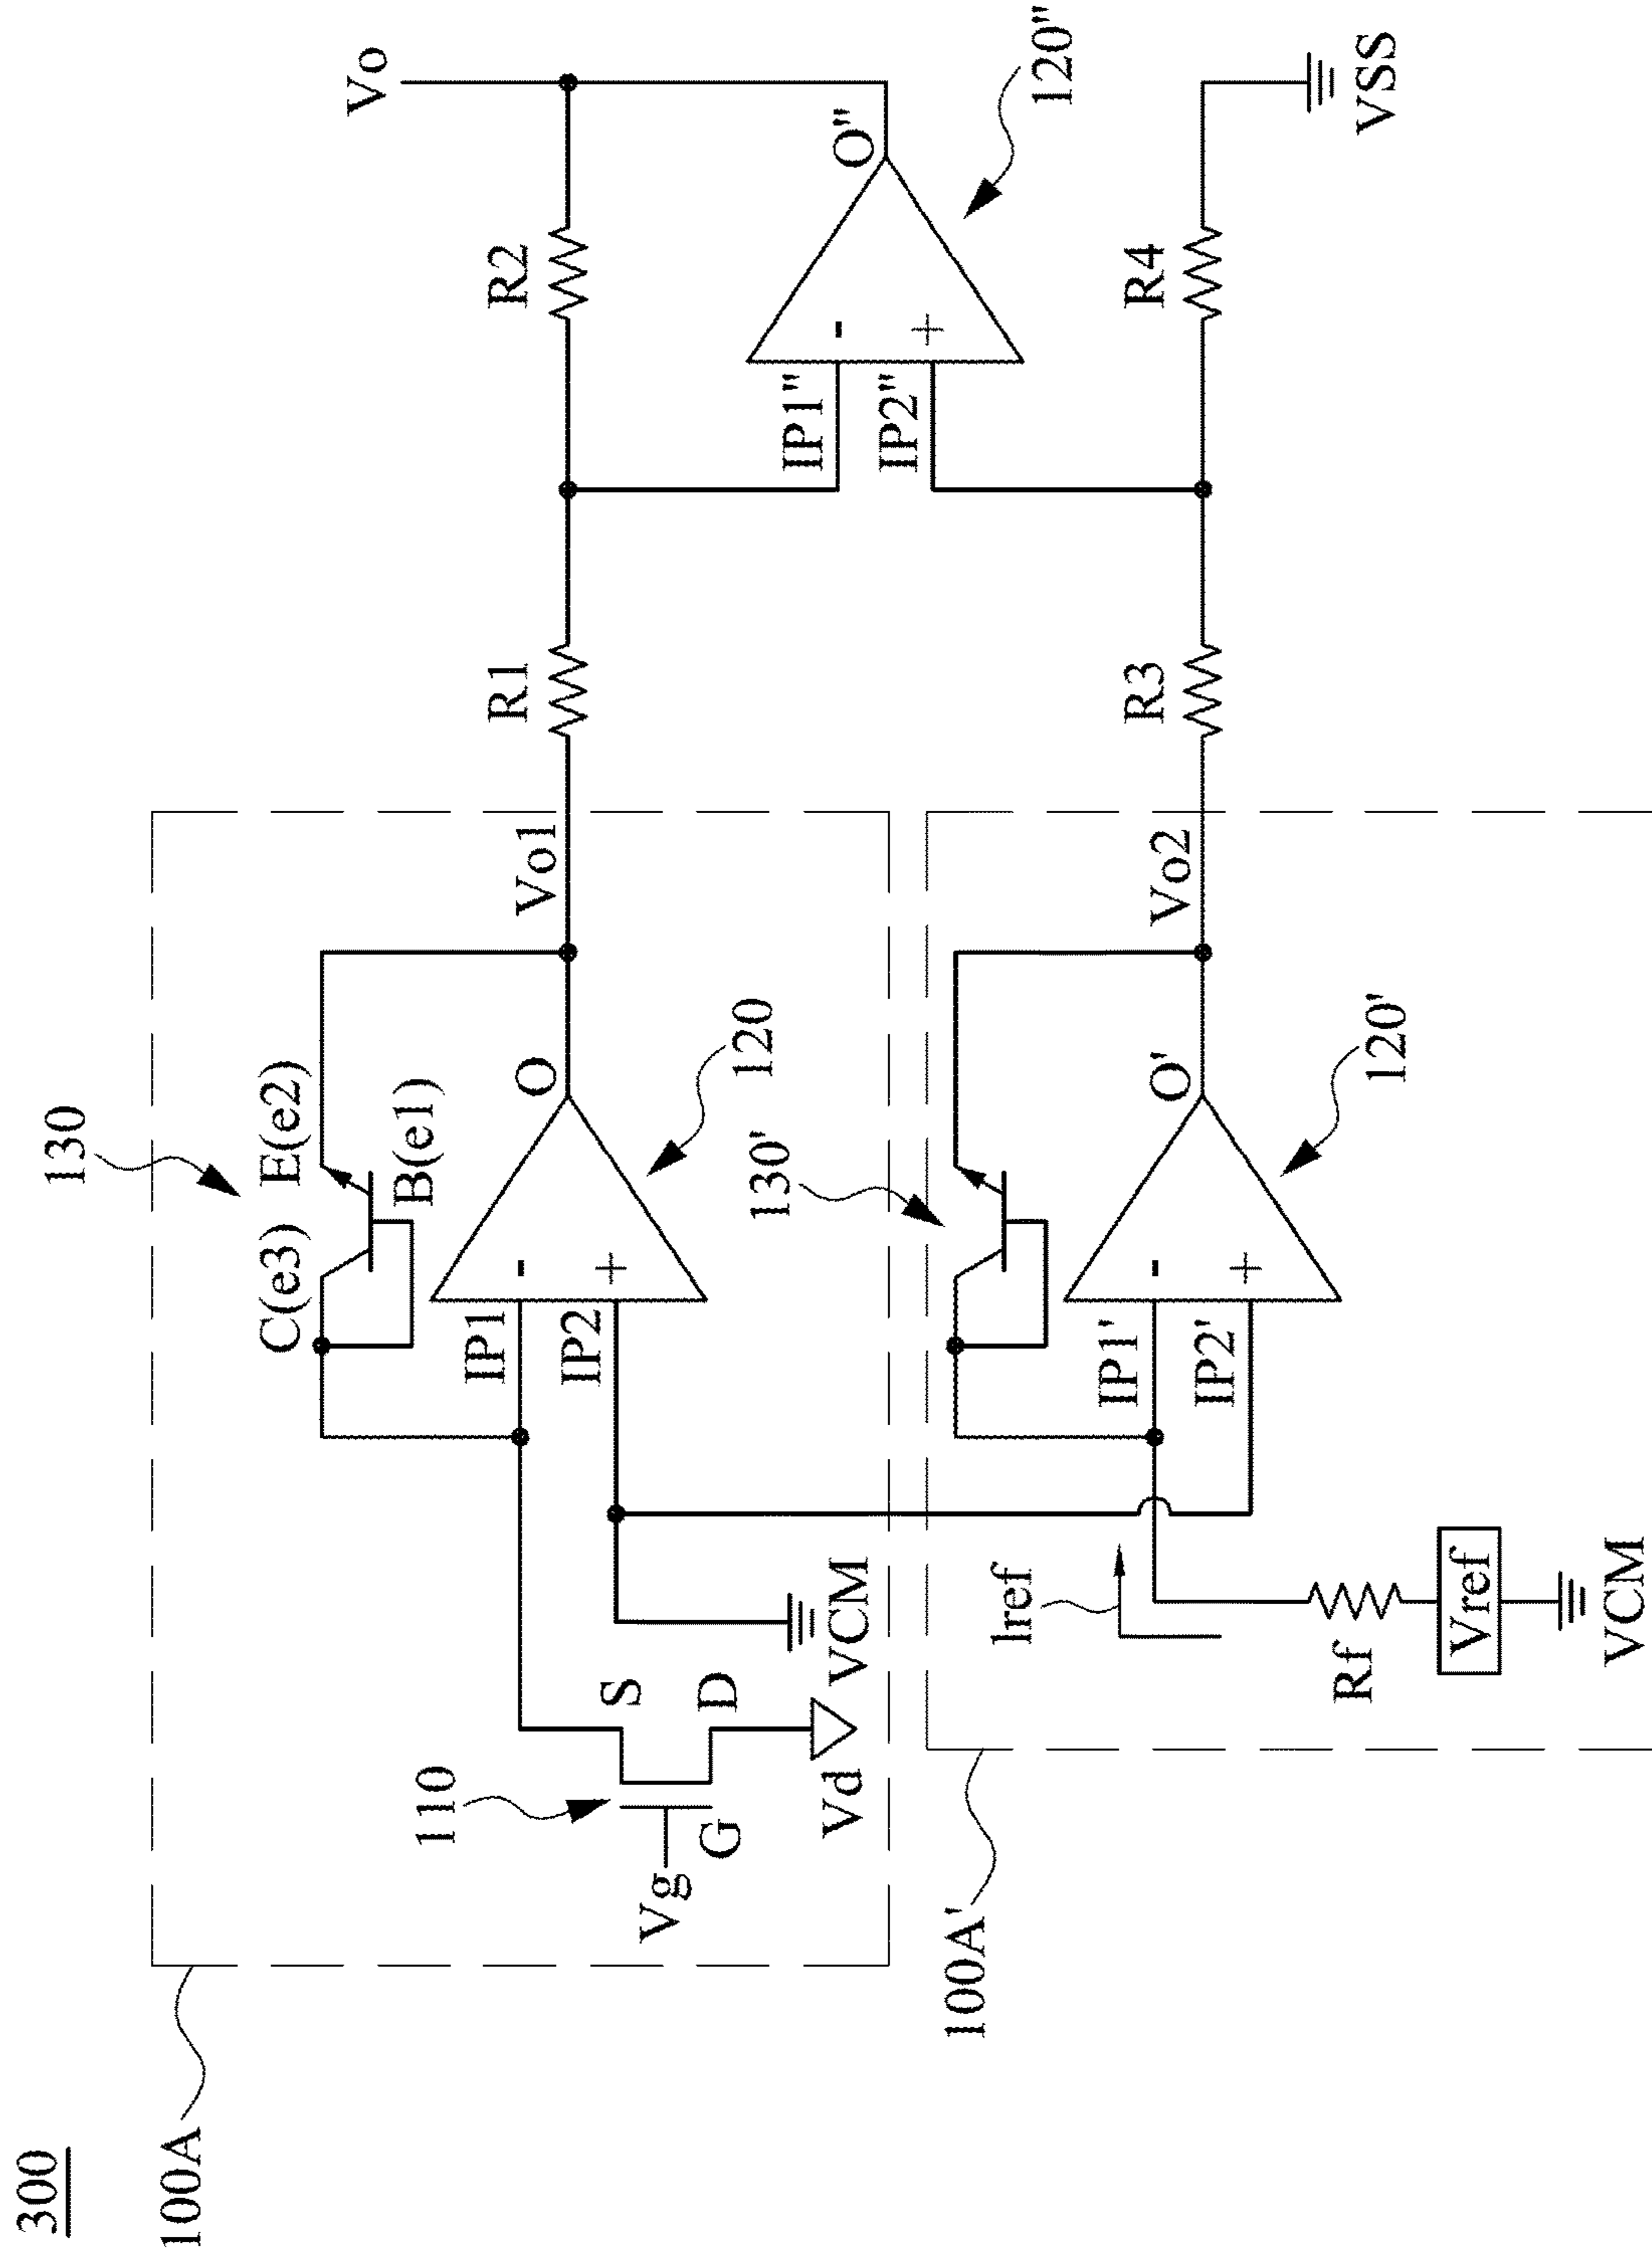 300
100A
130
C(e3)
E(e2)
B(e1)
Vo1
R1
R2
Vo
IP1
-
O
IP2
+
120
110
S
Vg
G
D
Vd
VCM
IP1"
-
O"
IP2"
+
120"
100A'
130'
Iref
IP1'
-
O'
IP2'
+
120'
Vo2
R3
R4
VSS
Rf
Vref
VCM